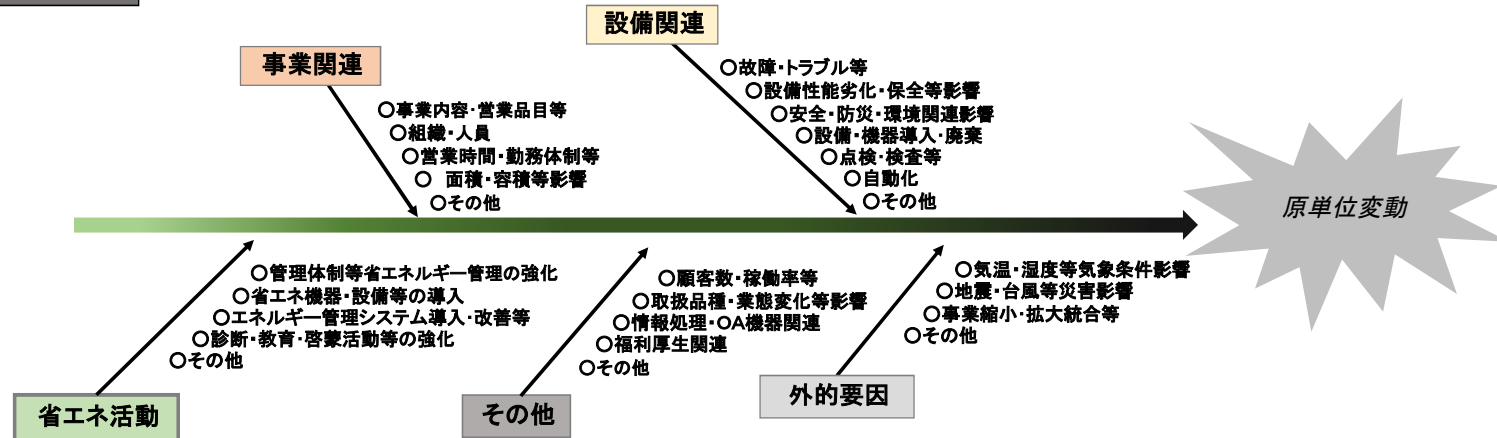 設備関連
○故障・トラブル等
○設備性能劣化・保全等影響
○安全・防災・環境関連影響
○設備・機器導入・廃棄
○点検・検査等
○自動化
○その他
事業関連
○事業内容・営業品目等
○組織・人員
○営業時間・勤務体制等
○ 面積・容積等影響
○その他
原単位変動
○管理体制等省エネルギー管理の強化
○省エネ機器・設備等の導入
○エネルギー管理システム導入・改善等
○診断・教育・啓蒙活動等の強化
○その他
省エネ活動
○顧客数・稼働率等
○取扱品種・業態変化等影響
○情報処理・OA機器関連
○福利厚生関連
○その他
その他
○気温・湿度等気象条件影響
○地震・台風等災害影響
○事業縮小・拡大統合等
○その他
外的要因